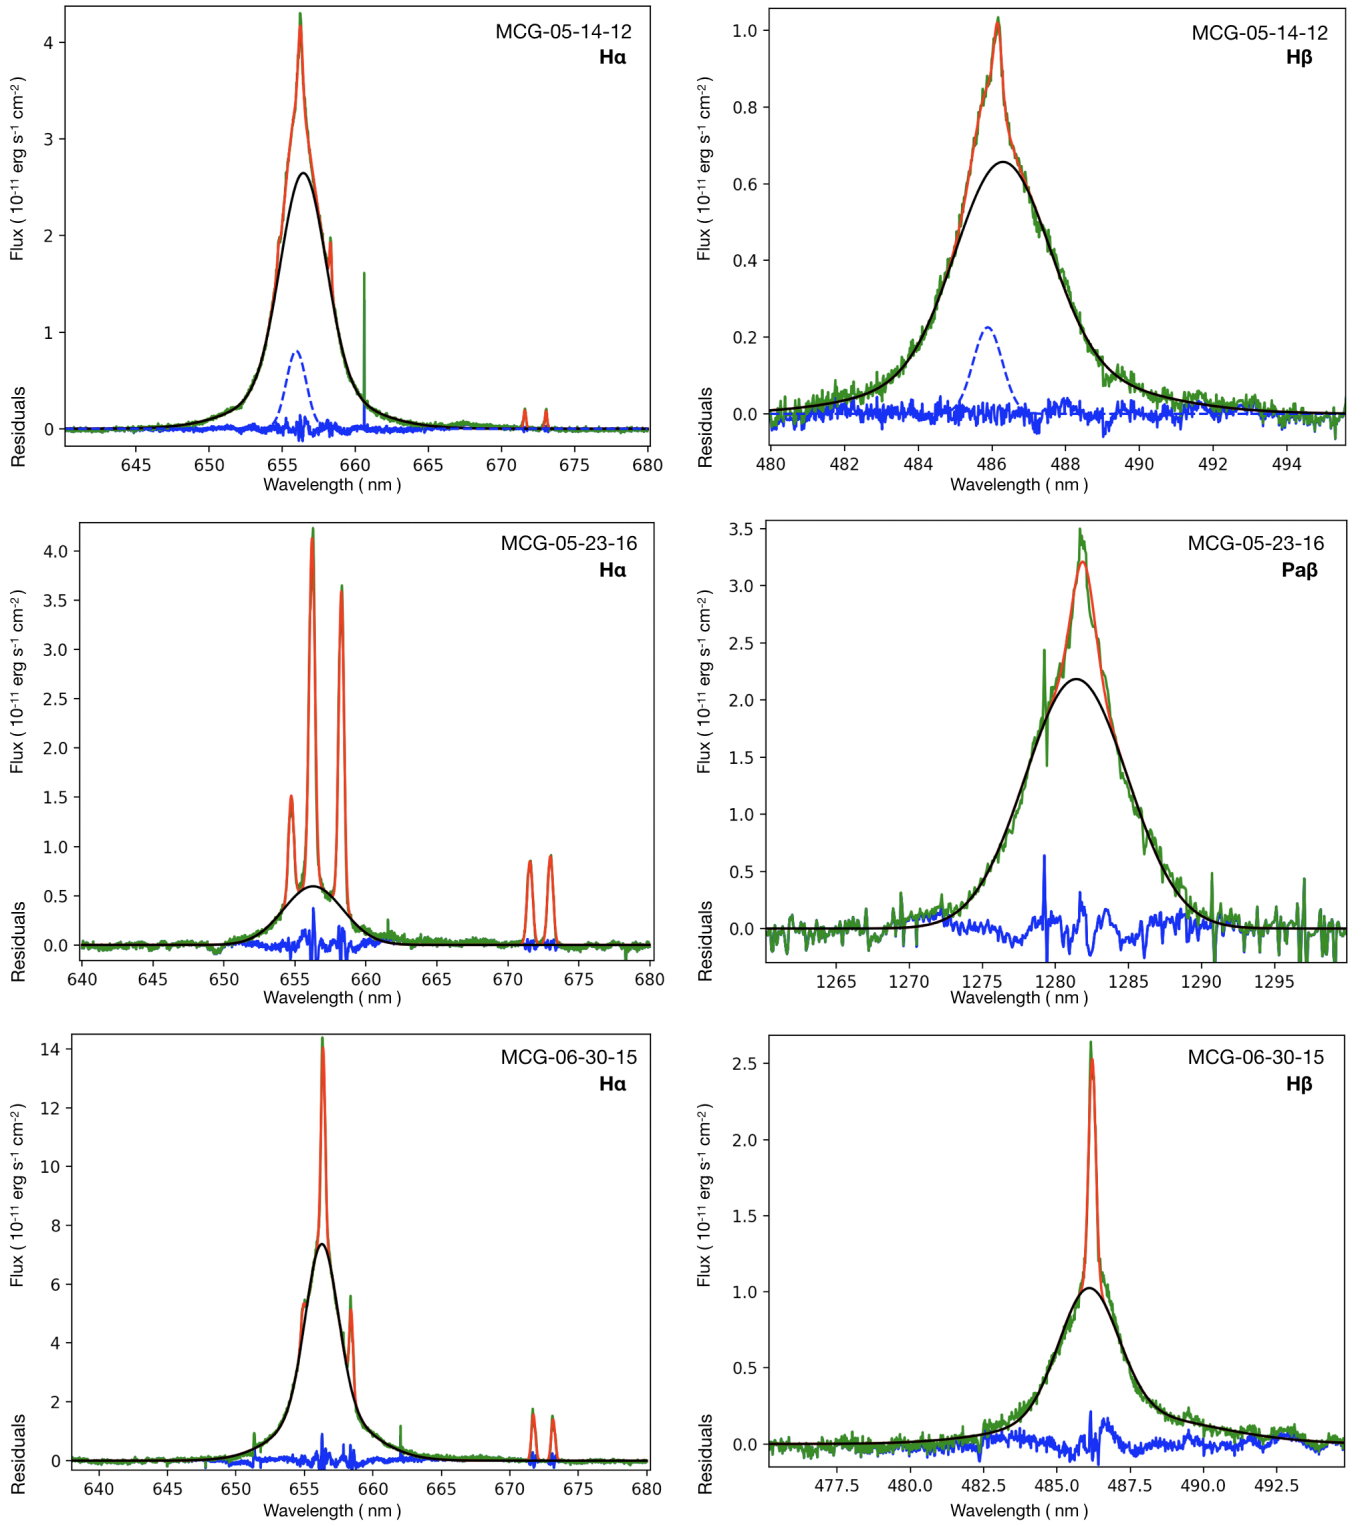 MCG-05-14-12
Hα
Flux ( 10⁻¹¹ erg s⁻¹ cm⁻²)
4
3
2
1
0
Residuals
645 650 655 660 665 670 675 680
Wavelength ( nm )
MCG-05-14-12
Hβ
Flux ( 10⁻¹¹ erg s⁻¹ cm⁻²)
1.0
0.8
0.6
0.4
0.2
0.0
Residuals
480 482 484 486 488 490 492 494
Wavelength ( nm )
MCG-05-23-16
Hα
Flux ( 10⁻¹¹ erg s⁻¹ cm⁻²)
4.0
3.5
3.0
2.5
2.0
1.5
1.0
0.5
0.0
Residuals
640 645 650 655 660 665 670 675 680
Wavelength ( nm )
MCG-05-23-16
Paβ
Flux ( 10⁻¹¹ erg s⁻¹ cm⁻²)
3.5
3.0
2.5
2.0
1.5
1.0
0.5
0.0
Residuals
1265 1270 1275 1280 1285 1290 1295
Wavelength ( nm )
MCG-06-30-15
Hα
Flux ( 10⁻¹¹ erg s⁻¹ cm⁻²)
14
12
10
8
6
4
2
0
Residuals
640 645 650 655 660 665 670 675 680
Wavelength ( nm )
MCG-06-30-15
Hβ
Flux ( 10⁻¹¹ erg s⁻¹ cm⁻²)
2.5
2.0
1.5
1.0
0.5
0.0
Residuals
477.5 480.0 482.5 485.0 487.5 490.0 492.5
Wavelength ( nm )